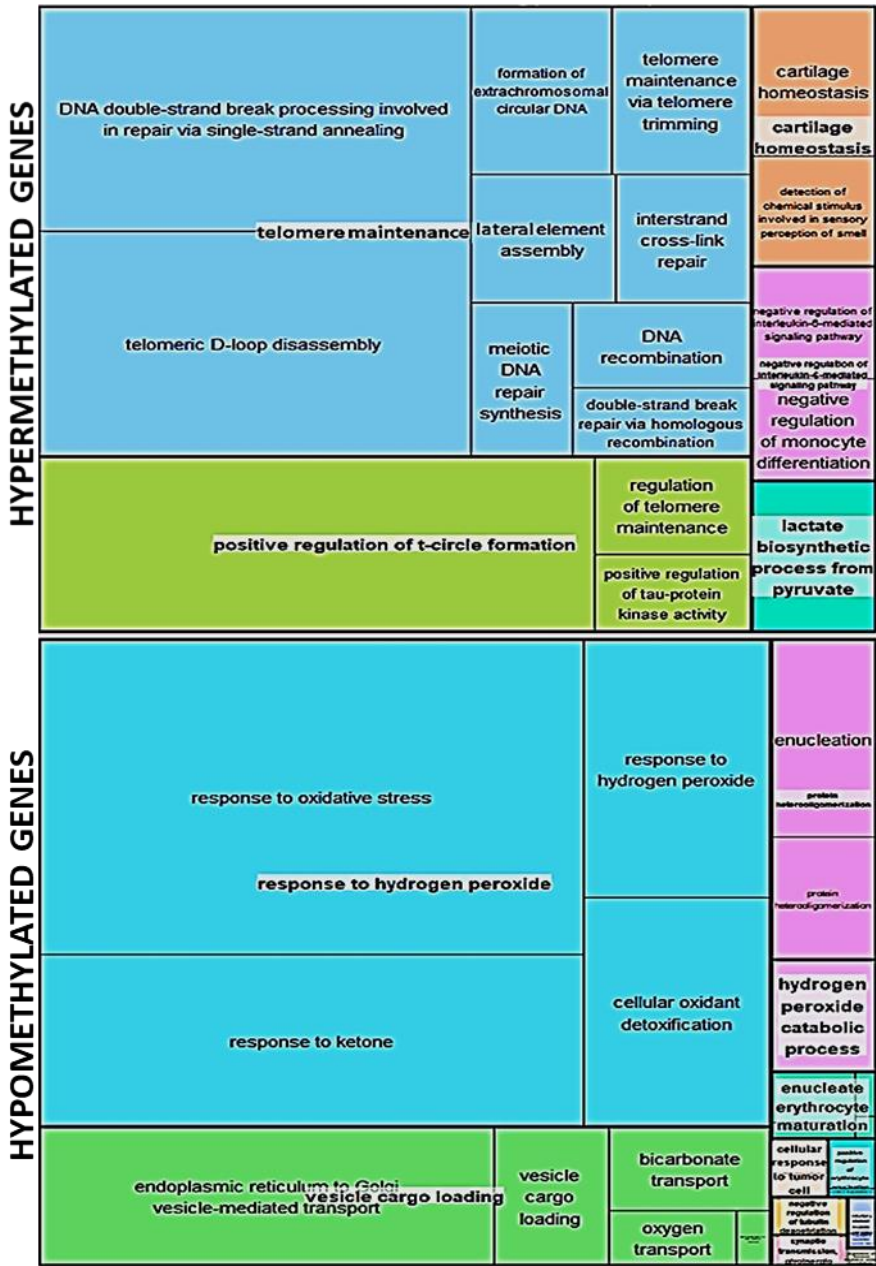 HYPERMETHYLATED GENES
DNA double-strand break processing involved
in repair via single-strand annealing
telomere maintenance
telomeric D-loop disassembly
formation of
extrachromosomal
circular DNA
telomere
maintenance
via telomere
trimming
lateral element
assembly
interstrand
cross-link
repair
meiotic
DNA
repair
synthesis
DNA
recombination
double-strand break
repair via homologous
recombination
positive regulation of t-circle formation
regulation
of telomere
maintenance
positive regulation
of tau-protein
kinase activity
cartilage
homeostasis
cartilage
homeostasis
detection of
chemical stimulus
involved in sensory
perception of smell
negative regulation of
interleukin-6-mediated
signaling pathway
negative regulation of
interleukin-6-mediated
signaling pathway
negative
regulation
of monocyte
differentiation
lactate
biosynthetic
process from
pyruvate
HYPOMETHYLATED GENES
response to oxidative stress
response to hydrogen peroxide
response to ketone
response to
hydrogen peroxide
cellular oxidant
detoxification
endoplasmic reticulum to Golgi
vesicle-mediated transport
vesicle cargo loading
vesicle
cargo
loading
bicarbonate
transport
oxygen
transport
enucleation
protein
heterooligomerization
protein
heterooligomerization
hydrogen
peroxide
catabolic
process
enucleate
erythrocyte
maturation
cellular
response
to tumor
cell
positive
regulation
of
erythrocyte
negative
regulation
of tubulin
deacetylation
synaptic
transmission,